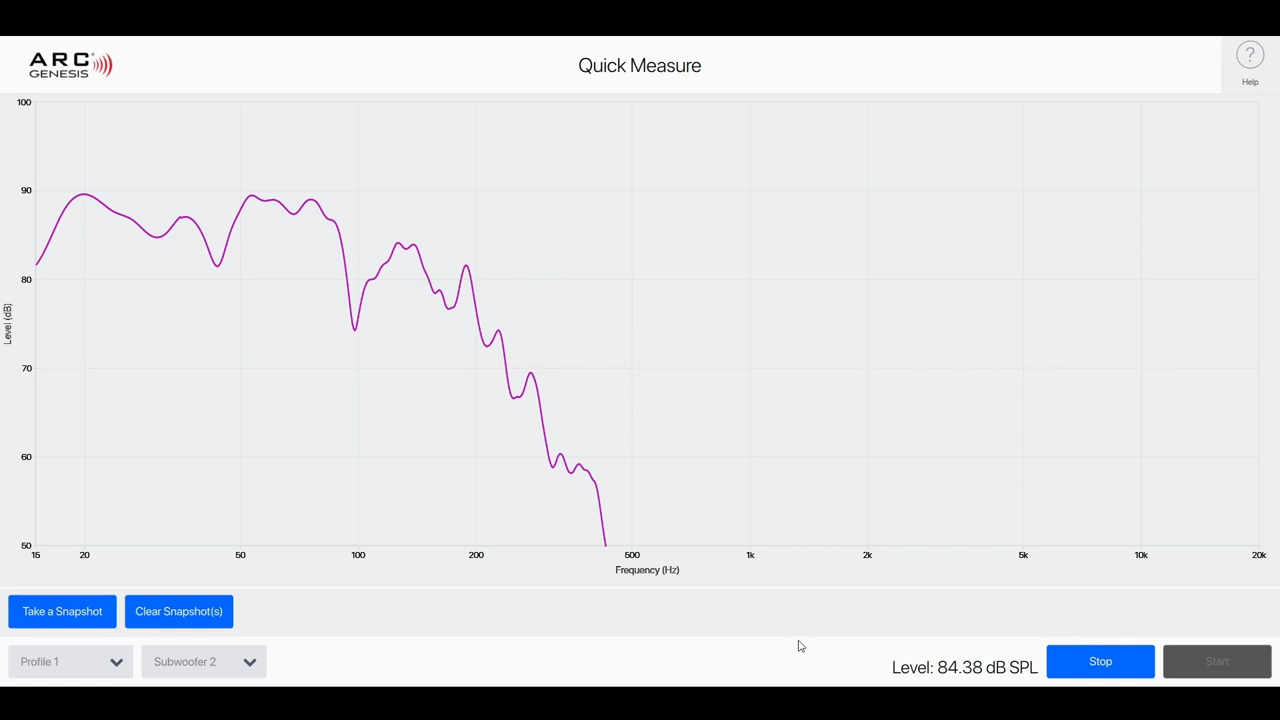 ARC
GENESIS
Quick Measure
?
Help
100
90
80
70
60
50
Level (dB)
15 20 50 100 200 500 1k 2k 5k 10k 20k
Frequency (Hz)
Take a Snapshot Clear Snapshot(s)
Profile 1 Subwoofer 2 Level: 84.38 dB SPL Stop Start